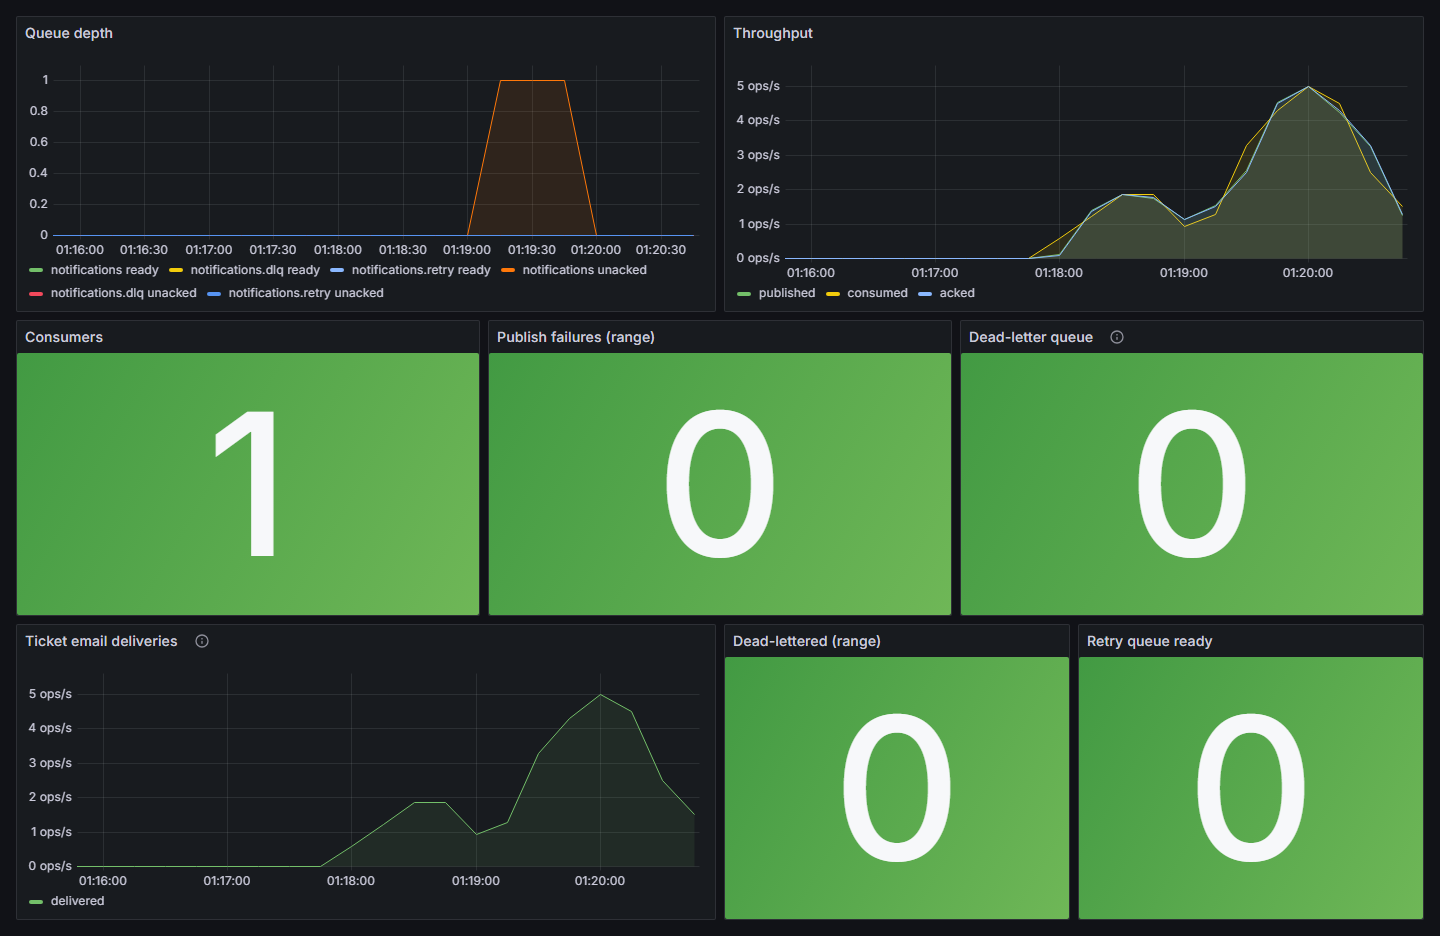 Queue depth
1
0.8
0.6
0.4
0.2
0
01:16:00 01:16:30 01:17:00 01:17:30 01:18:00 01:18:30 01:19:00 01:19:30 01:20:00 01:20:30
notifications ready notifications.dlq ready notifications.retry ready notifications unacked
notifications.dlq unacked notifications.retry unacked
Throughput
5 ops/s
4 ops/s
3 ops/s
2 ops/s
1 ops/s
0 ops/s
01:16:00 01:17:00 01:18:00 01:19:00 01:20:00
published consumed acked
Consumers
1
Publish failures (range)
0
Dead-letter queue
0
Ticket email deliveries
5 ops/s
4 ops/s
3 ops/s
2 ops/s
1 ops/s
0 ops/s
01:16:00 01:17:00 01:18:00 01:19:00 01:20:00
delivered
Dead-lettered (range)
0
Retry queue ready
0